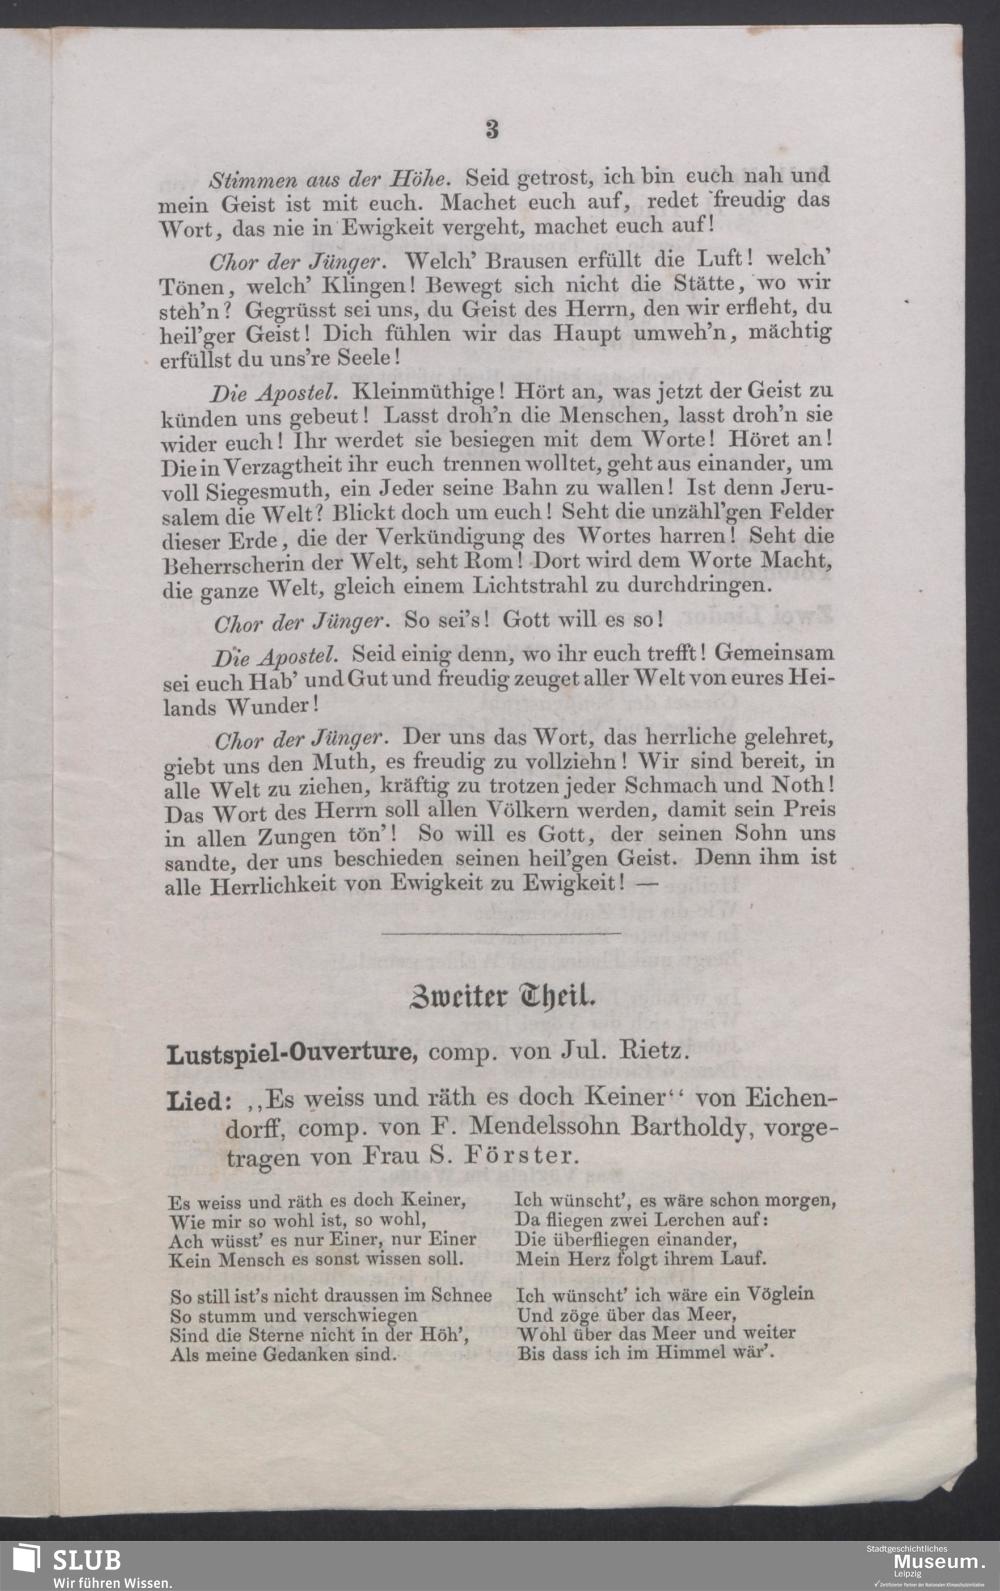 3
Stimmen aus der Höhe. Seid getrost, ich bin euch nah und
mein Geist ist mit euch. Machet euch auf, redet freudig das
Wort, das nie in Ewigkeit vergeht, machet euch auf!
Chor der Jünger. Welch' Brausen erfüllt die Luft! welch'
Tönen, welch' Klingen! Bewegt sich nicht die Stätte, wo wir
steh'n? Gegrüsst sei uns, du Geist des Herrn, den wir erfleht, du
heil'ger Geist! Dich fühlen wir das Haupt umweh'n, mächtig
erfüllst du uns're Seele!
Die Apostel. Kleinmüthige! Hört an, was jetzt der Geist zu
künden uns gebeut! Lasst droh'n die Menschen, lasst droh'n sie
wider euch! Ihr werdet sie besiegen mit dem Worte! Höret an!
Die in Verzagtheit ihr euch trennen wolltet, geht aus einander, um
voll Siegesmuth, ein Jeder seine Bahn zu wallen! Ist denn Jeru-
salem die Welt? Blickt doch um euch! Seht die unzähl'gen Felder
dieser Erde, die der Verkündigung des Wortes harren! Seht die
Beherrscherin der Welt, seht Rom! Dort wird dem Worte Macht,
die ganze Welt, gleich einem Lichtstrahl zu durchdringen.
Chor der Jünger. So sei's! Gott will es so!
Die Apostel. Seid einig denn, wo ihr euch trefft! Gemeinsam
sei euch Hab' und Gut und freudig zeuget aller Welt von eures Hei-
lands Wunder!
Chor der Jünger. Der uns das Wort, das herrliche gelehret,
giebt uns den Muth, es freudig zu vollziehn! Wir sind bereit, in
alle Welt zu ziehen, kräftig zu trotzen jeder Schmach und Noth!
Das Wort des Herrn soll allen Völkern werden, damit sein Preis
in allen Zungen tön'! So will es Gott, der seinen Sohn uns
sandte, der uns beschieden seinen heil'gen Geist. Denn ihm ist
alle Herrlichkeit von Ewigkeit zu Ewigkeit! —
Zweiter Theil.
Lustspiel-Ouverture, comp. von Jul. Rietz.
Lied: ,,Es weiss und räth es doch Keiner‘‘ von Eichen-
dorff, comp. von F. Mendelssohn Bartholdy, vorge-
tragen von Frau S. Förster.
Es weiss und räth es doch Keiner,
Wie mir so wohl ist, so wohl,
Ach wüsst' es nur Einer, nur Einer
Kein Mensch es sonst wissen soll.
So still ist's nicht draussen im Schnee
So stumm und verschwiegen
Sind die Sterne nicht in der Höh',
Als meine Gedanken sind.
Ich wünscht', es wäre schon morgen,
Da fliegen zwei Lerchen auf:
Die überfliegen einander,
Mein Herz folgt ihrem Lauf.
Ich wünscht' ich wäre ein Vöglein
Und zöge über das Meer,
Wohl über das Meer und weiter
Bis dass ich im Himmel wär'.
SLUB
Wir führen Wissen.
Stadtgeschichtliches
Museum.
Leipzig